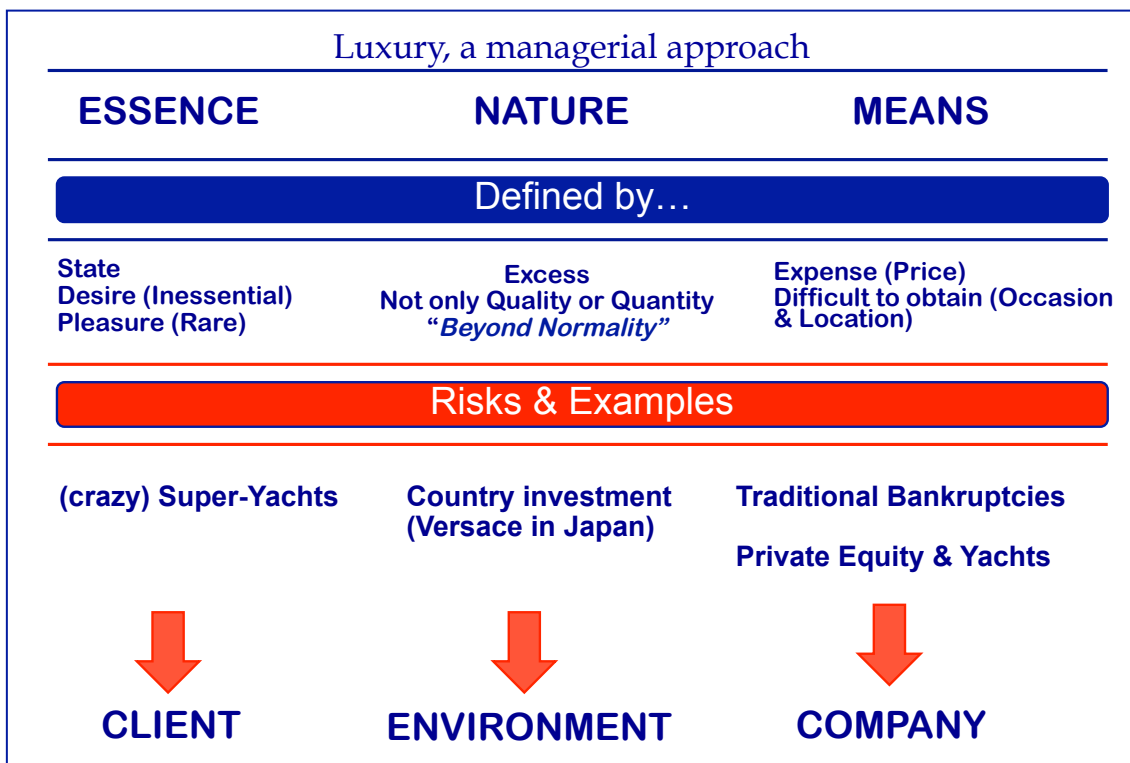 Luxury, a managerial approach
ESSENCE
NATURE
MEANS
Defined by…
State
Desire (Inessential)
Pleasure (Rare)
Excess
Not only Quality or Quantity
“Beyond Normality”
Expense (Price)
Difficult to obtain (Occasion
& Location)
Risks & Examples
(crazy) Super-Yachts
Country investment
(Versace in Japan)
Traditional Bankruptcies
Private Equity & Yachts
CLIENT
ENVIRONMENT
COMPANY